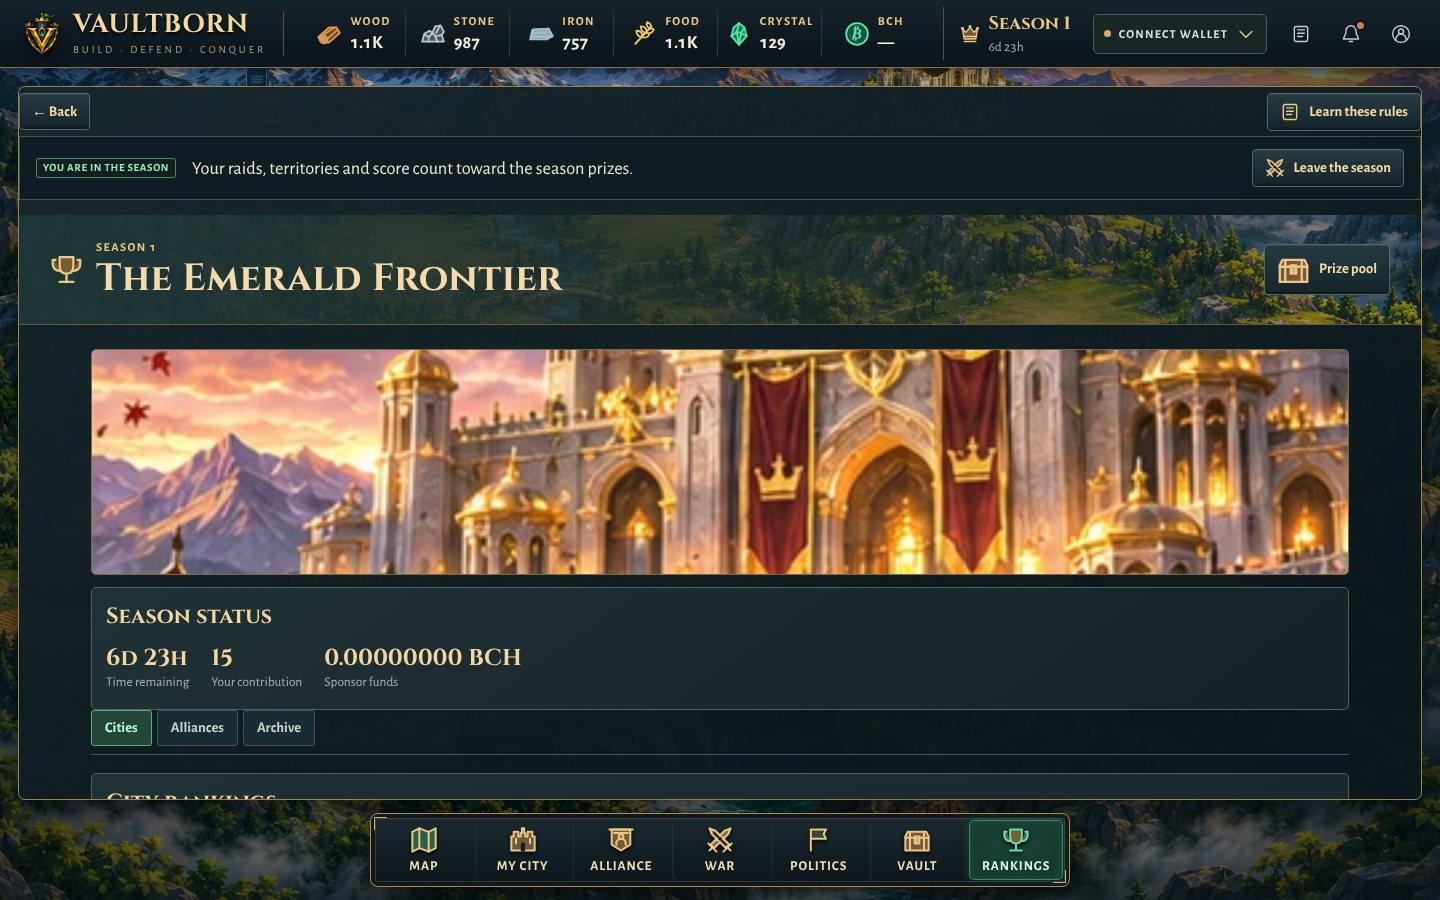 VAULTBORN
BUILD · DEFEND · CONQUER
WOOD
1.1K
STONE
987
IRON
757
FOOD
1.1K
CRYSTAL
129
BCH
—
SEASON 1
6d 23h
CONNECT WALLET
← Back
Learn these rules
YOU ARE IN THE SEASON
Your raids, territories and score count toward the season prizes.
Leave the season
SEASON 1
THE EMERALD FRONTIER
Prize pool
EMBERGATE
SEASON STATUS
6D 23H
15
0.00000000 BCH
Time remaining
Your contribution
Sponsor funds
Cities
Alliances
Archive
MILLBROOK
CITY RANKINGS
MAP
MY CITY
ALLIANCE
WAR
POLITICS
VAULT
RANKINGS